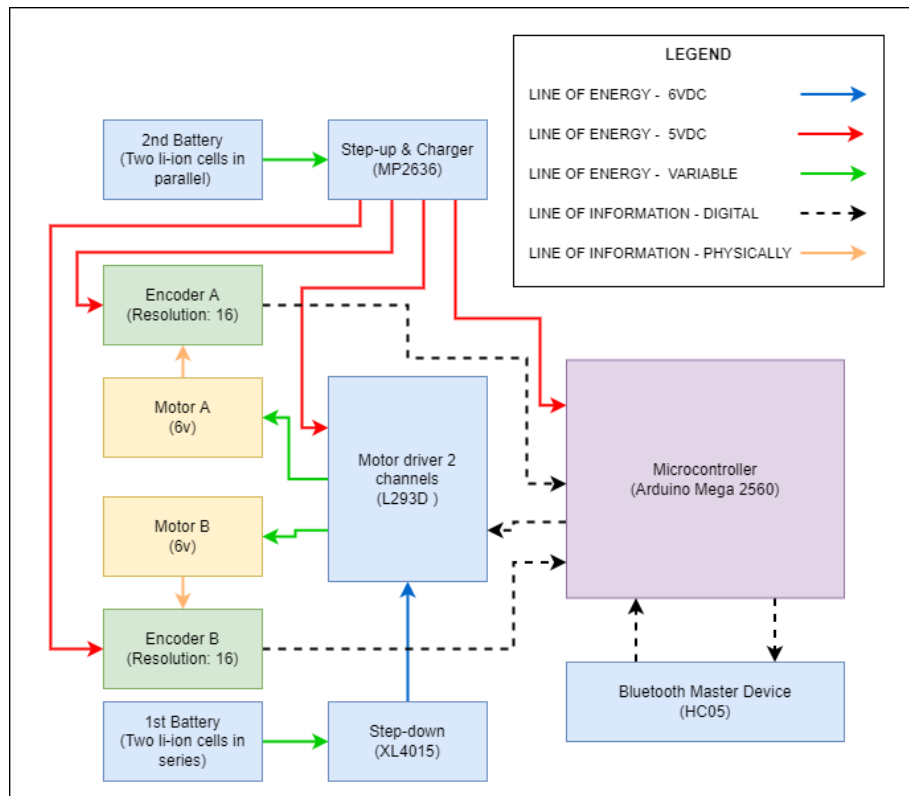 LEGEND
LINE OF ENERGY - 6VDC
LINE OF ENERGY - 5VDC
LINE OF ENERGY - VARIABLE
LINE OF INFORMATION - DIGITAL
LINE OF INFORMATION - PHYSICALLY
2nd Battery
(Two li-ion cells in
parallel)
Step-up & Charger
(MP2636)
Encoder A
(Resolution: 16)
Motor A
(6v)
Motor driver 2
channels
(L293D )
Microcontroller
(Arduino Mega 2560)
Motor B
(6v)
Encoder B
(Resolution: 16)
Bluetooth Master Device
(HC05)
1st Battery
(Two li-ion cells in
series)
Step-down
(XL4015)